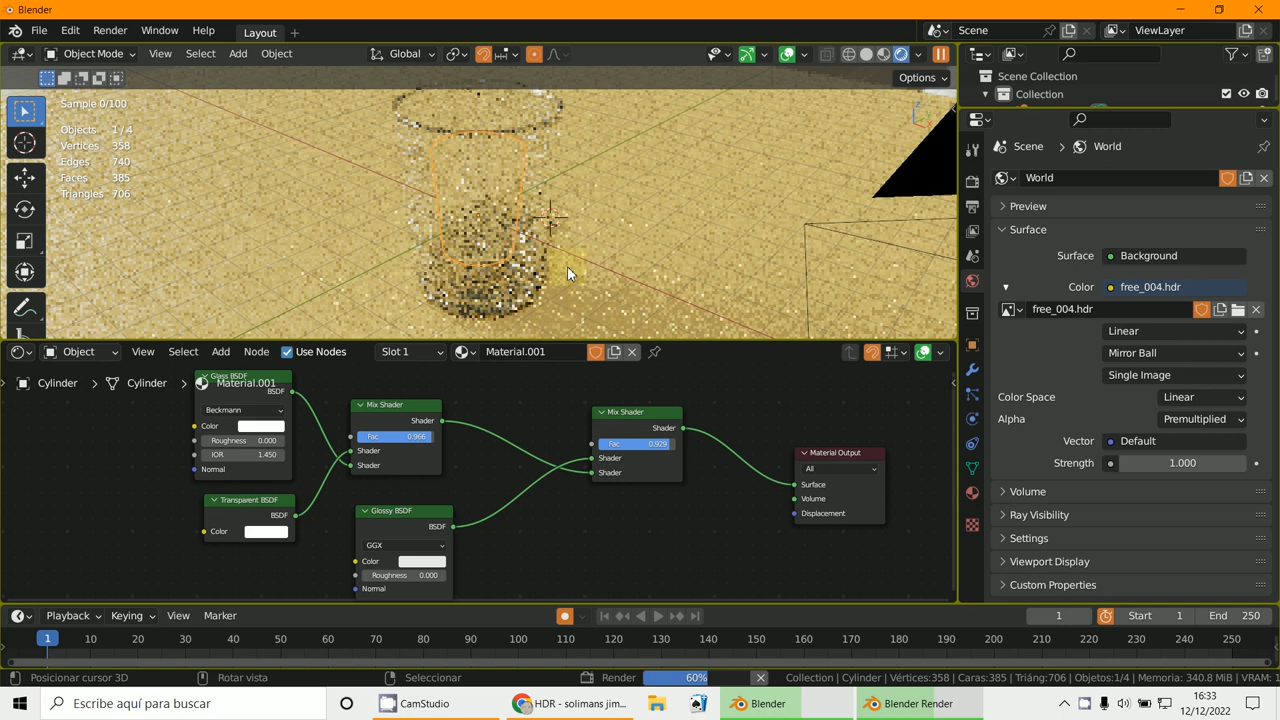 Blender
File Edit Render Window Help Layout + Scene ViewLayer
Object Mode View Select Add Object Global
Options
Sample 0/100
Objects 1/4
Vertices 358
Edges 740
Faces 385
Triangles 706
Scene Collection
Collection
Scene > World
World
Preview
Surface
Surface Background
Color free_004.hdr
free_004.hdr
Linear
Mirror Ball
Single Image
Color Space Linear
Alpha Premultiplied
Vector Default
Strength 1.000
Volume
Ray Visibility
Settings
Viewport Display
Custom Properties
Object View Select Add Node Use Nodes Slot 1 Material.001
Cylinder > Cylinder > Material.001
Glass BSDF
BSDF
Beckmann
Color
Roughness 0.000
IOR 1.450
Normal
Transparent BSDF
BSDF
Color
Mix Shader
Shader
Fac 0.966
Shader
Shader
Glossy BSDF
BSDF
GGX
Color
Roughness 0.000
Normal
Mix Shader
Shader
Fac 0.929
Shader
Shader
Material Output
All
Surface
Volume
Displacement
Playback Keying View Marker 1 Start 1 End 250
1 10 20 30 40 50 60 70 80 90 100 110 120 130 140 150 160 170 180 190 200 210 220 230 240 250
Posicionar cursor 3D Rotar vista Seleccionar Render 60% Collection | Cylinder | Vértices:358 | Caras:385 | Triáng.:706 | Objetos:1/4 | Memoria: 340.8 MiB | VRAM: 1
Escribe aquí para buscar CamStudio HDR - solimans jim... Blender Blender Render 16:33
12/12/2022